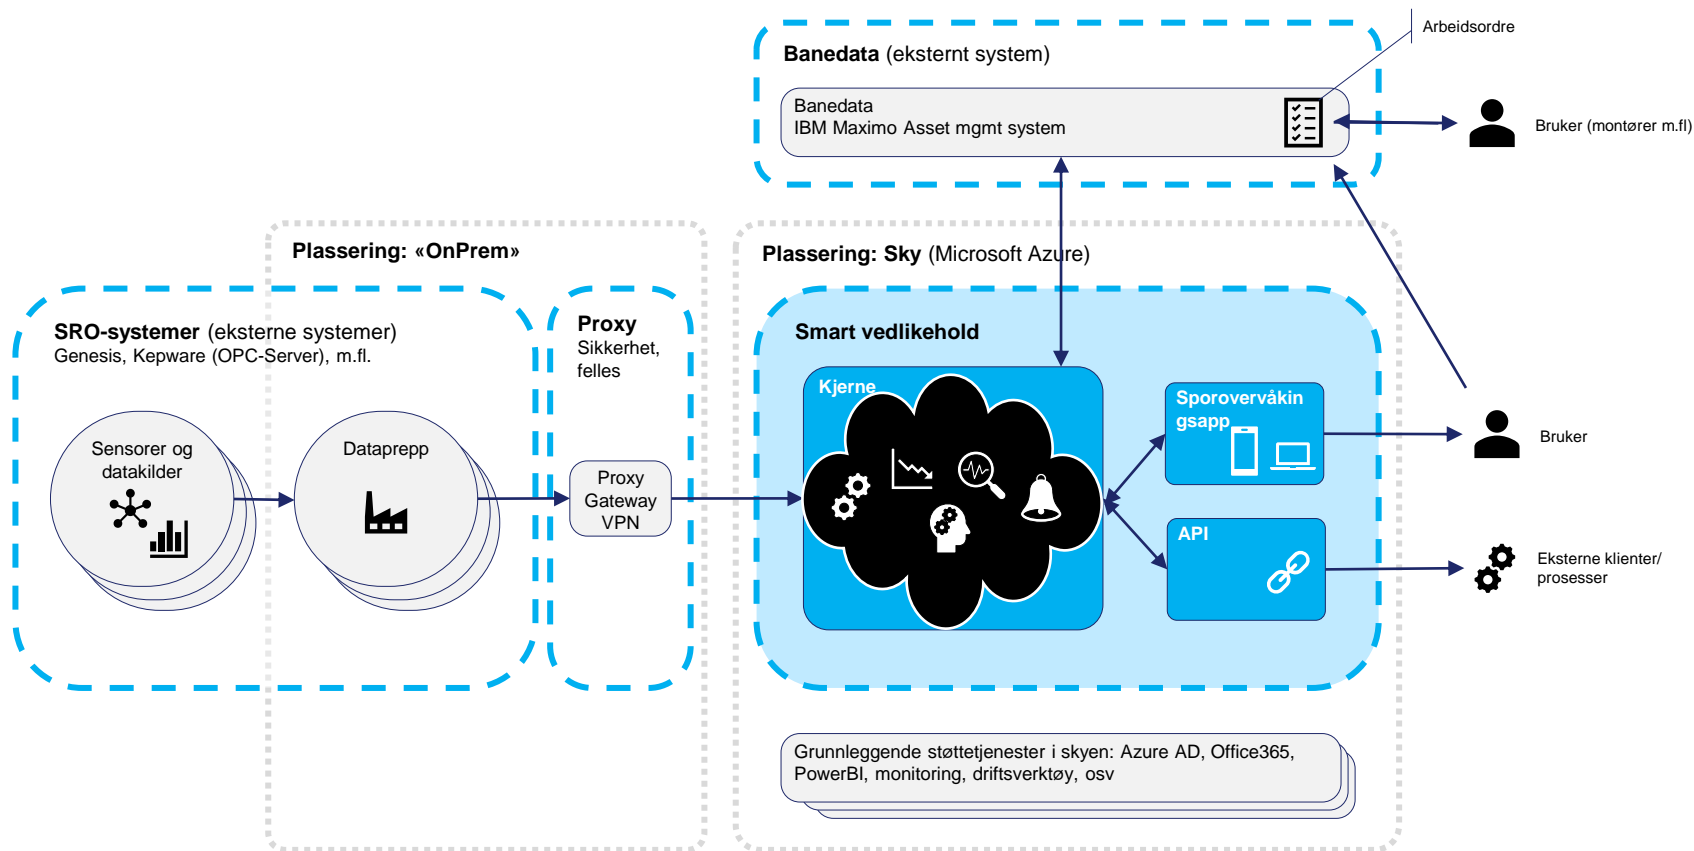 Arbeidsordre
Banedata (eksternt system)
Banedata
IBM Maximo Asset mgmt system
Bruker (montører m.fl)
Plassering: «OnPrem»
Plassering: Sky (Microsoft Azure)
SRO-systemer (eksterne systemer)
Genesis, Kepware (OPC-Server), m.fl.
Proxy
Sikkerhet,
felles
Smart vedlikehold
Kjerne
Sporovervåkin
gsapp
Sensorer og
datakilder
Dataprepp
Proxy
Gateway
VPN
Bruker
API
Eksterne klienter/
prosesser
Grunnleggende støttetjenester i skyen: Azure AD, Office365,
PowerBI, monitoring, driftsverktøy, osv